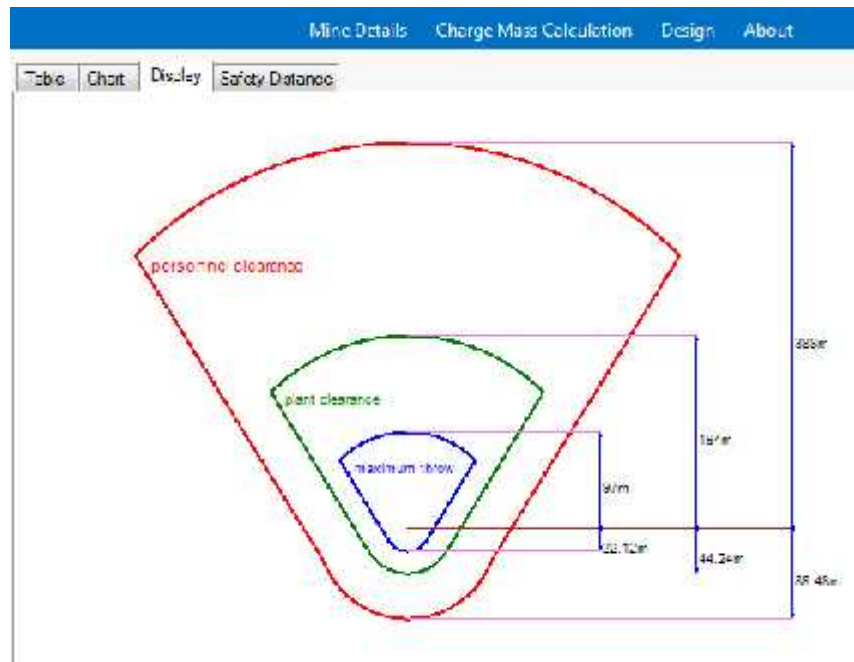 Mine Details Charge Mass Calculation Design About
Table Chart Display Safety Distance
personnel clearance
plant clearance
maximum throw
97m
22.12m
44.24m
88.48m